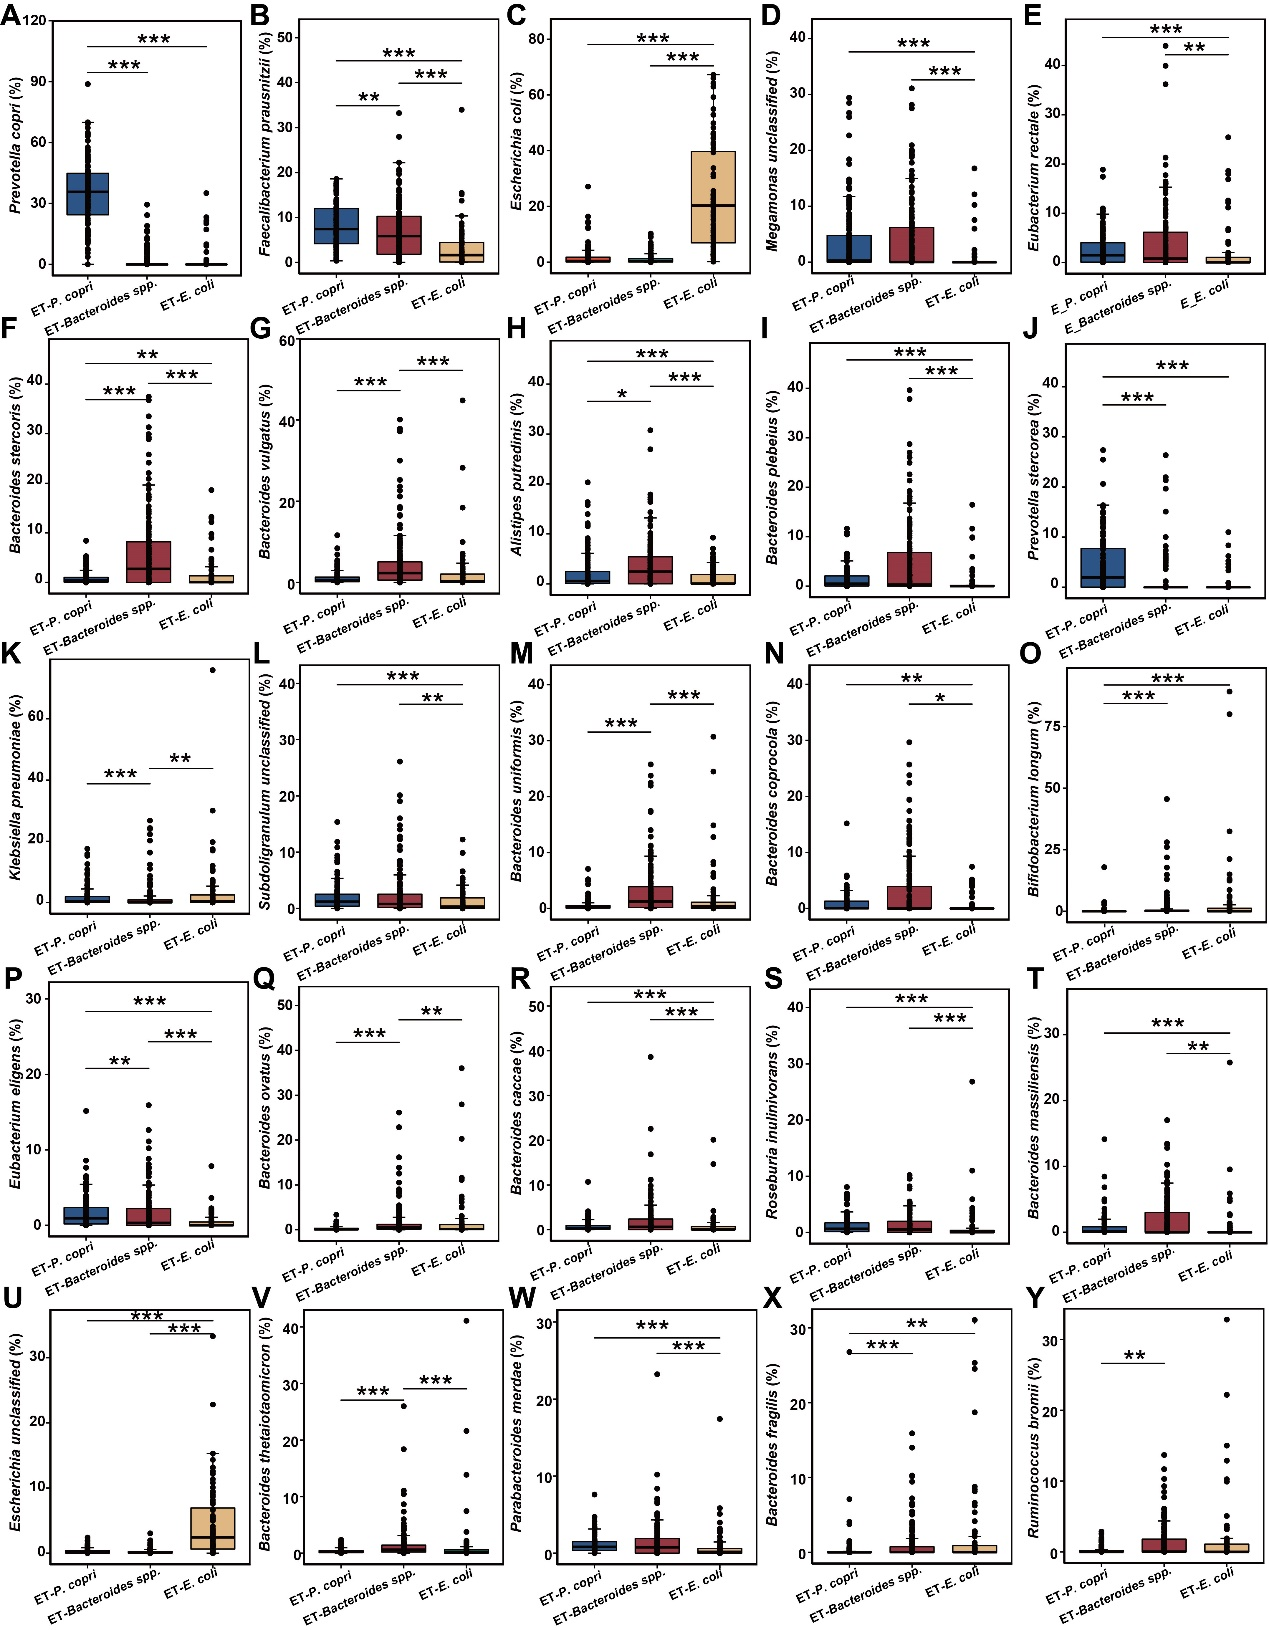 A
Prevotella copri (%)
120
90
60
30
0
***
***
ET-P. copri
ET-Bacteroides spp.
ET-E. coli
B
Faecalibacterium prausnitzii (%)
50
40
30
20
10
0
***
***
**
ET-P. copri
ET-Bacteroides spp.
ET-E. coli
C
Escherichia coli (%)
80
60
40
20
0
***
***
ET-P. copri
ET-Bacteroides spp.
ET-E. coli
D
Megamonas unclassified (%)
40
30
20
10
0
***
***
ET-P. copri
ET-Bacteroides spp.
ET-E. coli
E
Eubacterium rectale (%)
40
30
20
10
0
***
**
E_P. copri
E_Bacteroides spp.
E_E. coli
F
Bacteroides stercoris (%)
40
30
20
10
0
**
***
***
ET-P. copri
ET-Bacteroides spp.
ET-E. coli
G
Bacteroides vulgatus (%)
60
40
20
0
***
***
ET-P. copri
ET-Bacteroides spp.
ET-E. coli
H
Alistipes putredinis (%)
40
30
20
10
0
***
***
*
ET-P. copri
ET-Bacteroides spp.
ET-E. coli
I
Bacteroides plebeius (%)
40
30
20
10
0
***
***
ET-P. copri
ET-Bacteroides spp.
ET-E. coli
J
Prevotella stercorea (%)
40
30
20
10
0
***
***
ET-P. copri
ET-Bacteroides spp.
ET-E. coli
K
Klebsiella pneumoniae (%)
60
40
20
0
**
***
ET-P. copri
ET-Bacteroides spp.
ET-E. coli
L
Subdoligranulum unclassified (%)
40
30
20
10
0
***
**
ET-P. copri
ET-Bacteroides spp.
ET-E. coli
M
Bacteroides uniformis (%)
40
30
20
10
0
***
***
ET-P. copri
ET-Bacteroides spp.
ET-E. coli
N
Bacteroides coprocola (%)
40
30
20
10
0
**
*
ET-P. copri
ET-Bacteroides spp.
ET-E. coli
O
Bifidobacterium longum (%)
75
50
25
0
***
***
ET-P. copri
ET-Bacteroides spp.
ET-E. coli
P
Eubacterium eligens (%)
30
20
10
0
***
***
**
ET-P. copri
ET-Bacteroides spp.
ET-E. coli
Q
Bacteroides ovatus (%)
50
40
30
20
10
0
**
***
ET-P. copri
ET-Bacteroides spp.
ET-E. coli
R
Bacteroides caccae (%)
50
40
30
20
10
0
***
***
ET-P. copri
ET-Bacteroides spp.
ET-E. coli
S
Roseburia inulinivorans (%)
40
30
20
10
0
***
***
ET-P. copri
ET-Bacteroides spp.
ET-E. coli
T
Bacteroides massiliensis (%)
30
20
10
0
***
**
ET-P. copri
ET-Bacteroides spp.
ET-E. coli
U
Escherichia unclassified (%)
30
20
10
0
***
***
ET-P. copri
ET-Bacteroides spp.
ET-E. coli
V
Bacteroides thetaiotaomicron (%)
40
30
20
10
0
***
***
ET-P. copri
ET-Bacteroides spp.
ET-E. coli
W
Parabacteroides merdae (%)
30
20
10
0
***
***
ET-P. copri
ET-Bacteroides spp.
ET-E. coli
X
Bacteroides fragilis (%)
30
20
10
0
**
***
ET-P. copri
ET-Bacteroides spp.
ET-E. coli
Y
Ruminococcus bromii (%)
30
20
10
0
**
ET-P. copri
ET-Bacteroides spp.
ET-E. coli